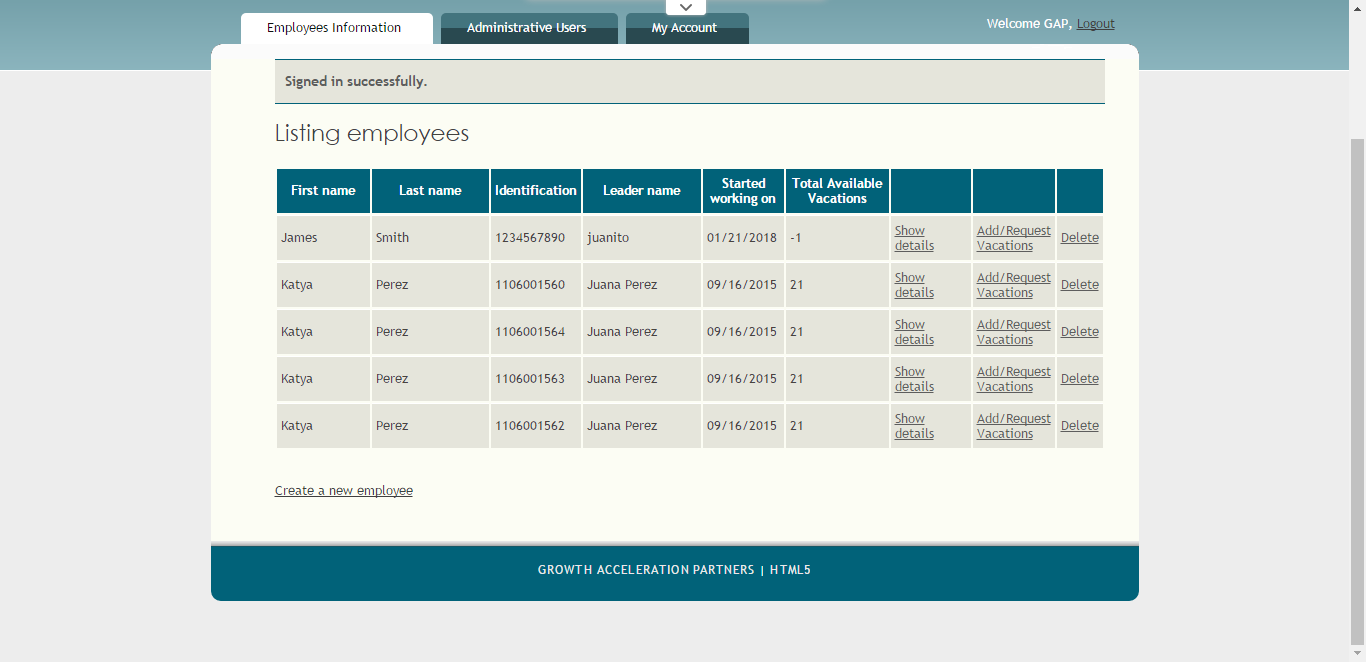 Employees Information Administrative Users My Account Welcome GAP, Logout
Signed in successfully.
Listing employees
First name Last name Identification Leader name Started working on Total Available Vacations
James Smith 1234567890 juanito 01/21/2018 -1 Show details Add/Request Vacations Delete
Katya Perez 1106001560 Juana Perez 09/16/2015 21 Show details Add/Request Vacations Delete
Katya Perez 1106001564 Juana Perez 09/16/2015 21 Show details Add/Request Vacations Delete
Katya Perez 1106001563 Juana Perez 09/16/2015 21 Show details Add/Request Vacations Delete
Katya Perez 1106001562 Juana Perez 09/16/2015 21 Show details Add/Request Vacations Delete
Create a new employee
GROWTH ACCELERATION PARTNERS | HTML5